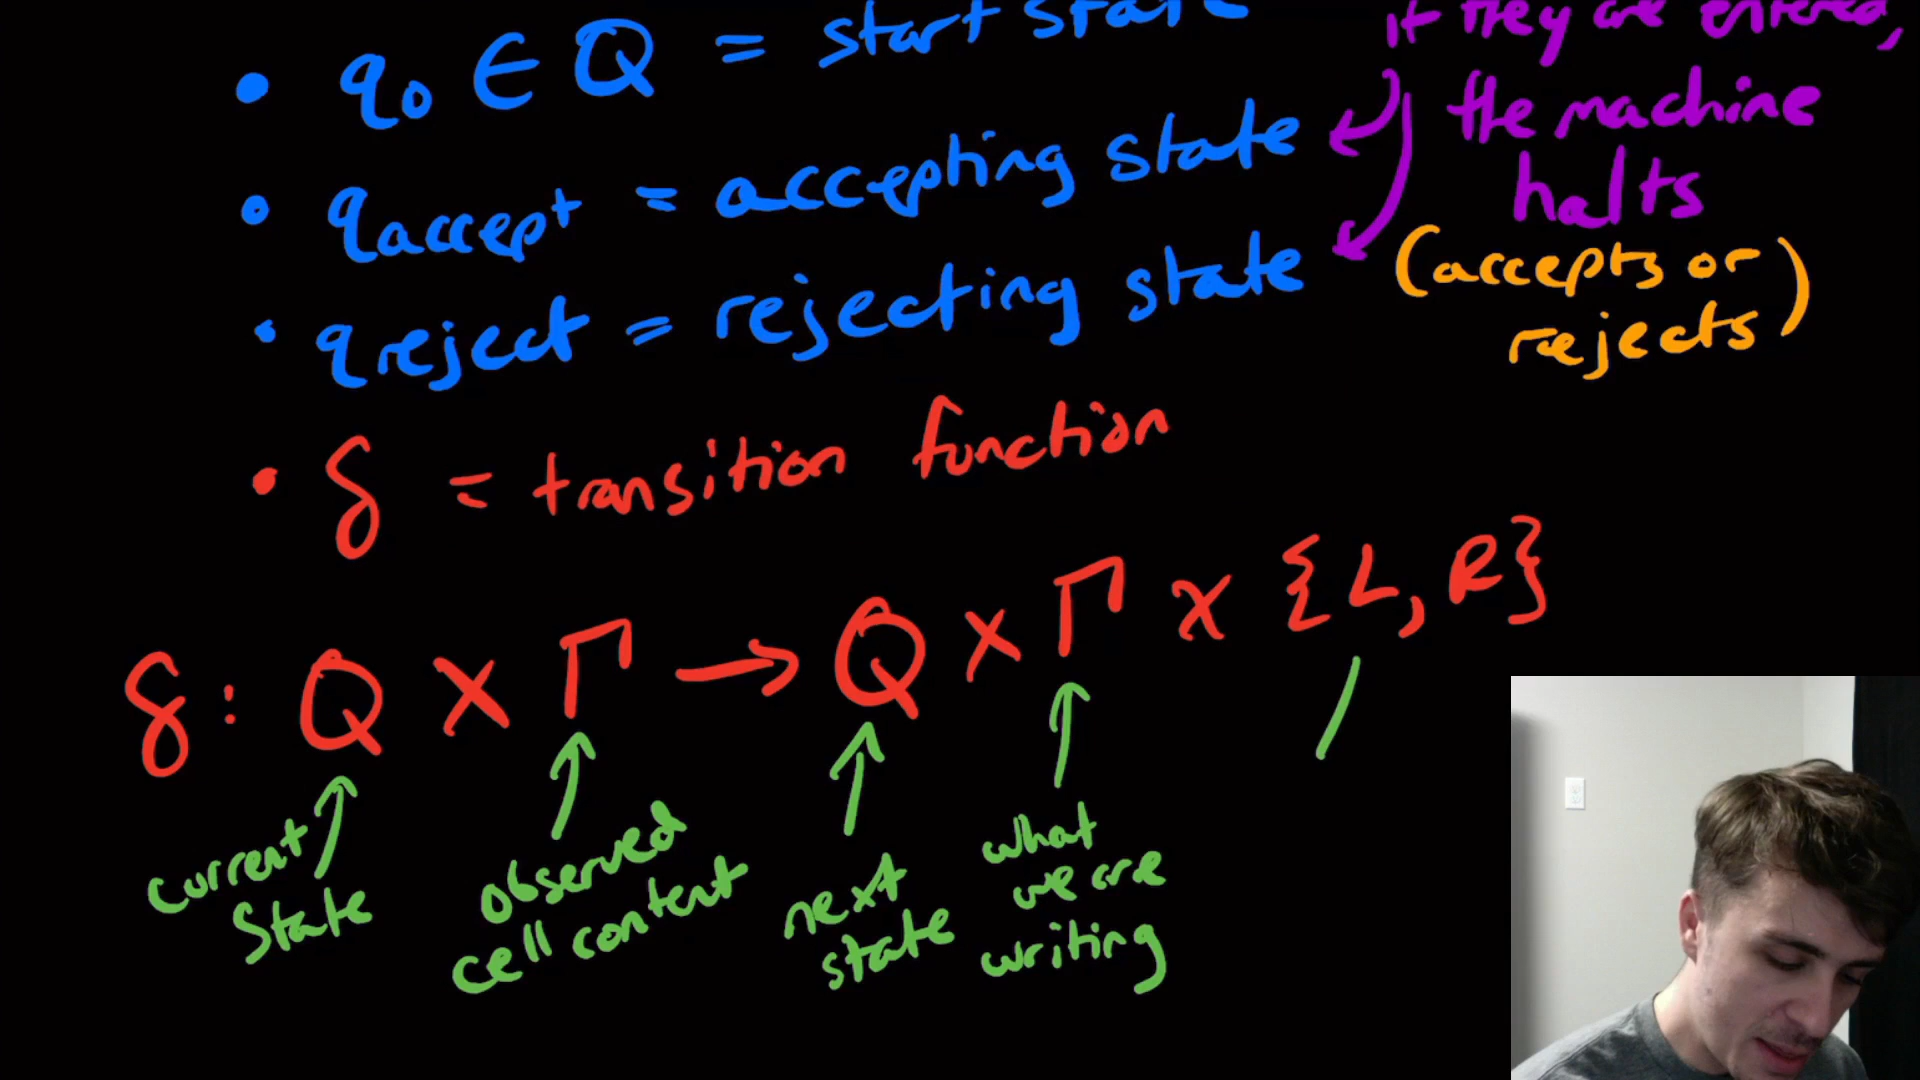 • q₀ ∈ Q = start state
if they are entered,
the machine
halts
(accepts or
rejects)
• qaccept = accepting state
• qreject = rejecting state
• δ = transition function
δ: Q × Γ → Q × Γ × {L, R}
current
state
observed
cell content
next
state
what
we are
writing